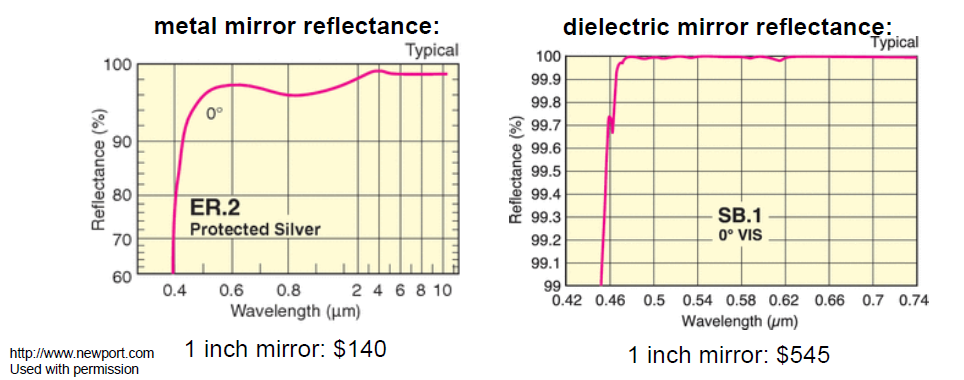 metal mirror reflectance:
Typical
100
90
80
70
60
Reflectance (%)
0°
ER.2
Protected Silver
0.4 0.6 0.8 2 4 6 8 10
Wavelength (μm)
1 inch mirror: $140
http://www.newport.com
Used with permission
dielectric mirror reflectance:
Typical
100
99.9
99.8
99.7
99.6
99.5
99.4
99.3
99.2
99.1
99
Reflectance (%)
SB.1
0° VIS
0.42 0.46 0.5 0.54 0.58 0.62 0.66 0.7 0.74
Wavelength (μm)
1 inch mirror: $545